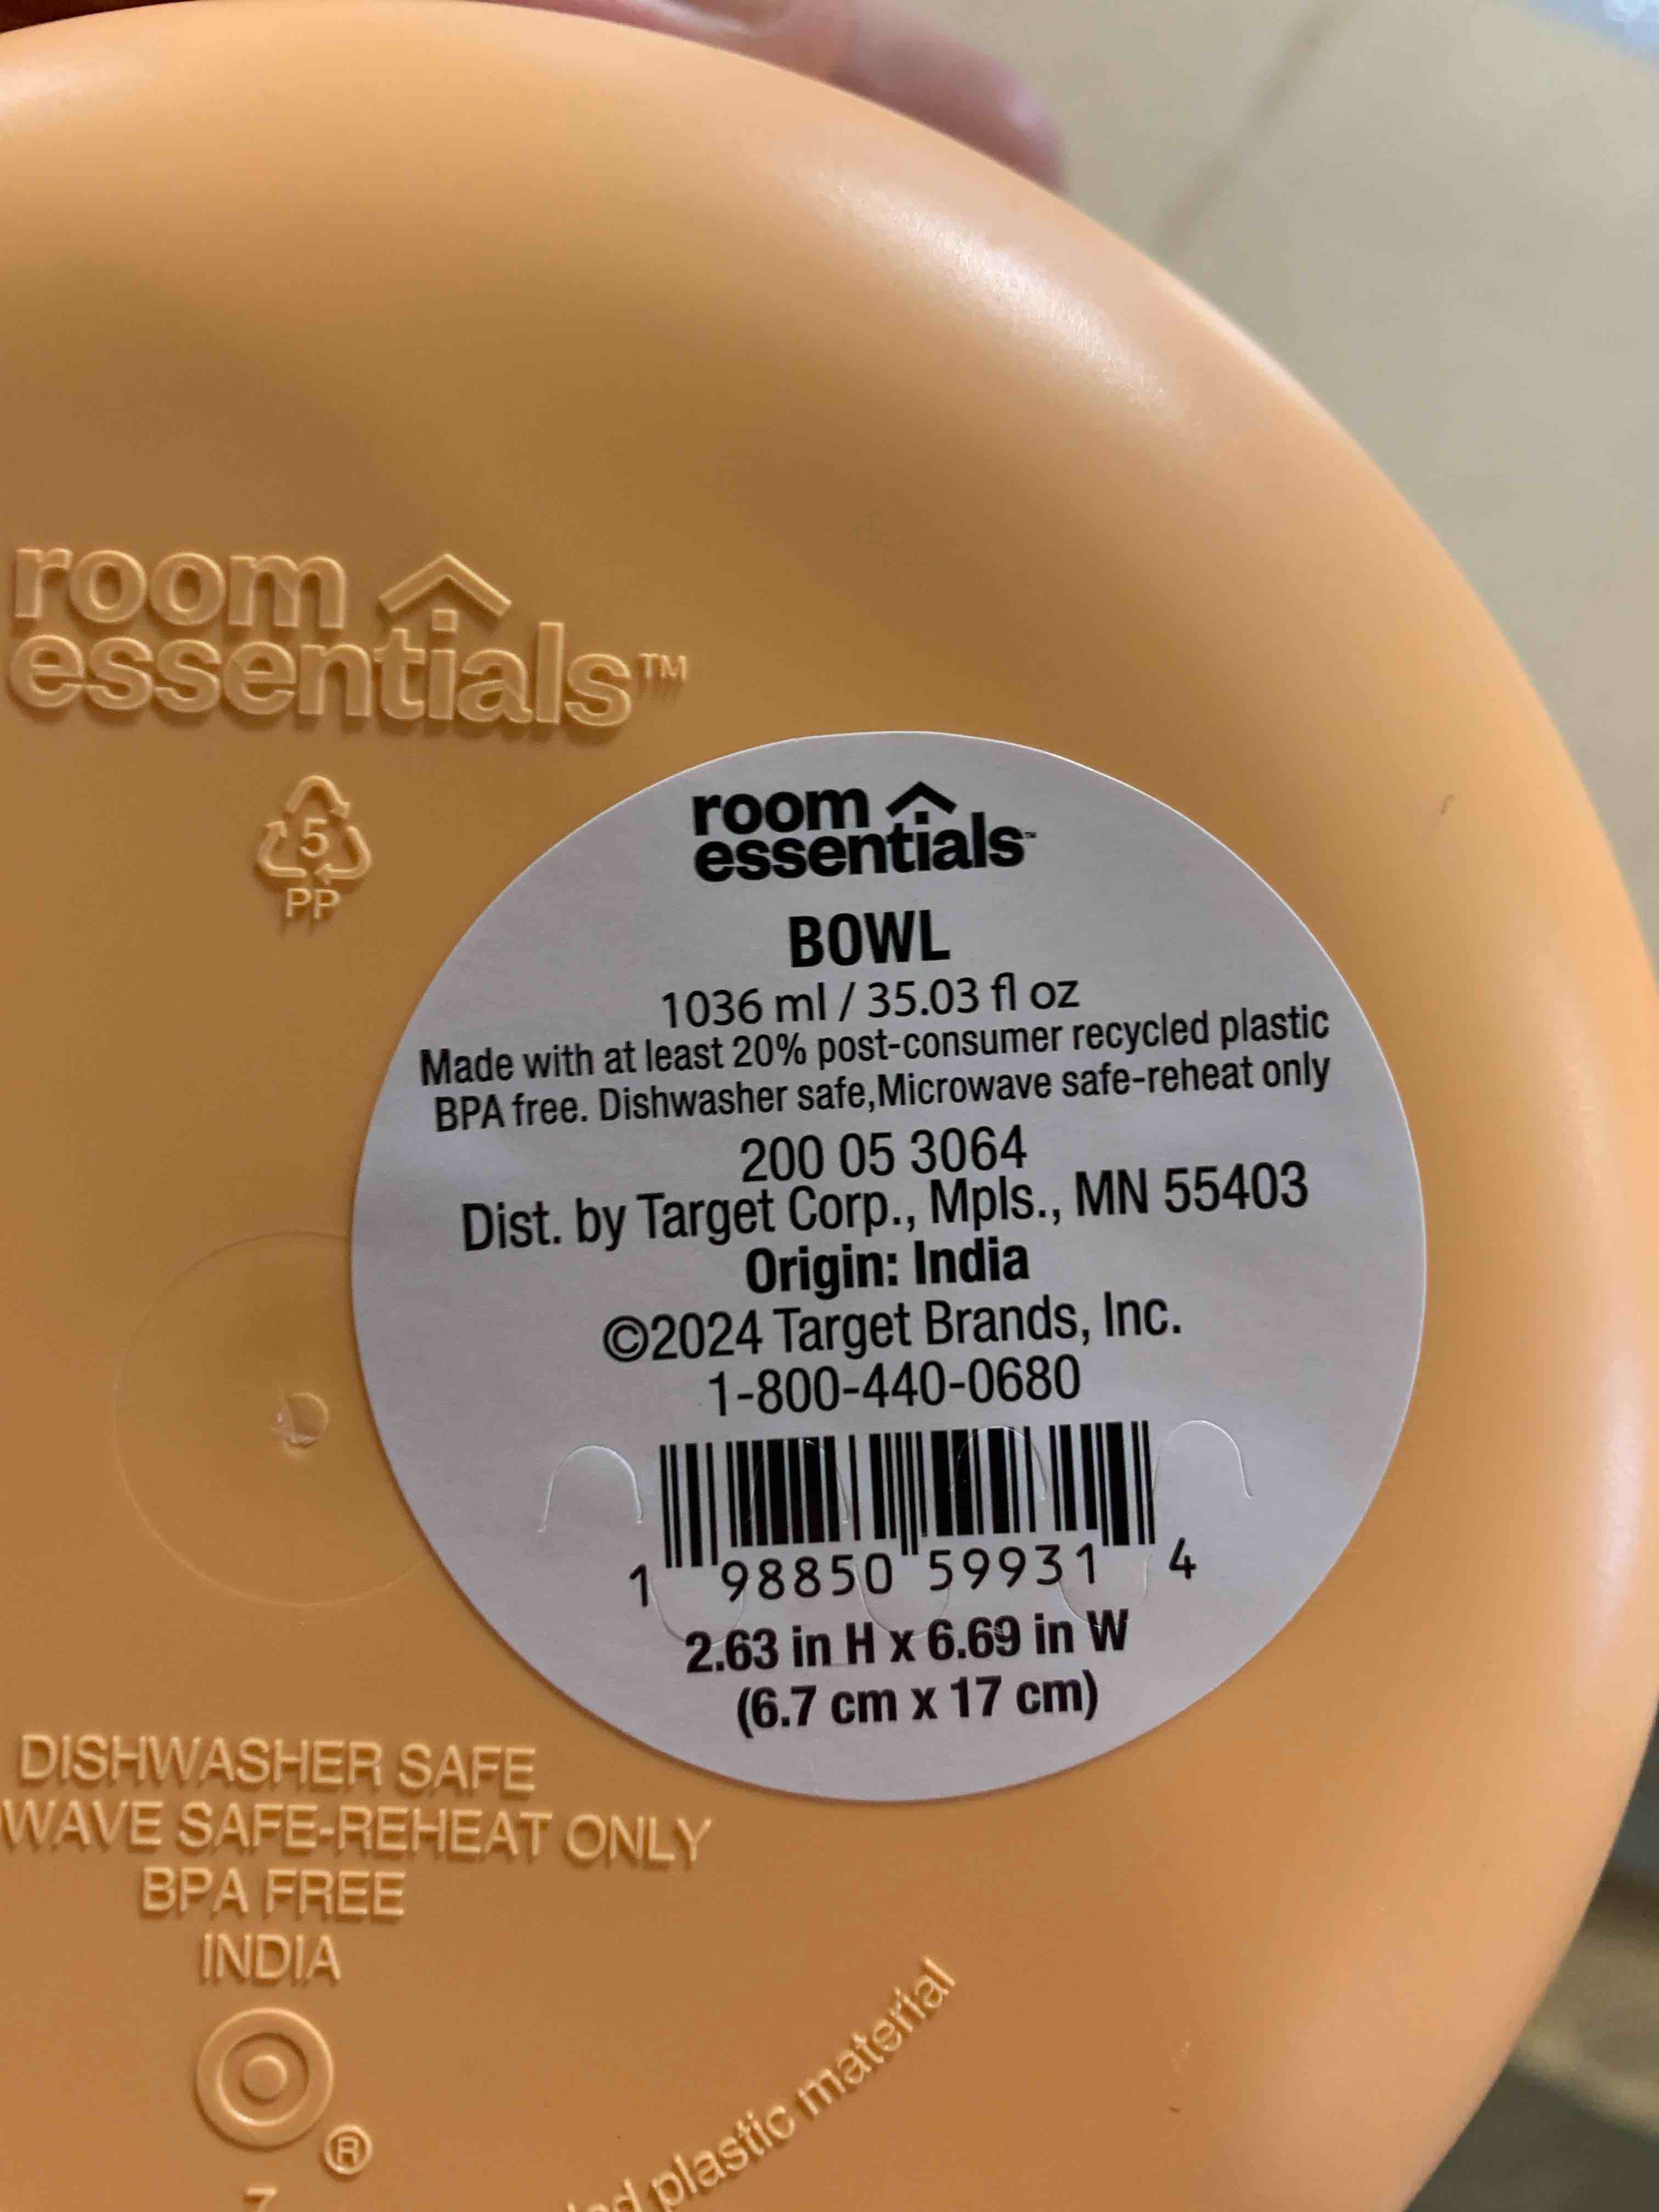 room
essentials™
5
PP
room
essentials™
BOWL
1036 ml / 35.03 fl oz
Made with at least 20% post-consumer recycled plastic
BPA free. Dishwasher safe,Microwave safe-reheat only
200 05 3064
Dist. by Target Corp., Mpls., MN 55403
Origin: India
©2024 Target Brands, Inc.
1-800-440-0680
1 98850 59931 4
2.63 in H x 6.69 in W
(6.7 cm x 17 cm)
DISHWASHER SAFE
WAVE SAFE-REHEAT ONLY
BPA FREE
INDIA
®
plastic material